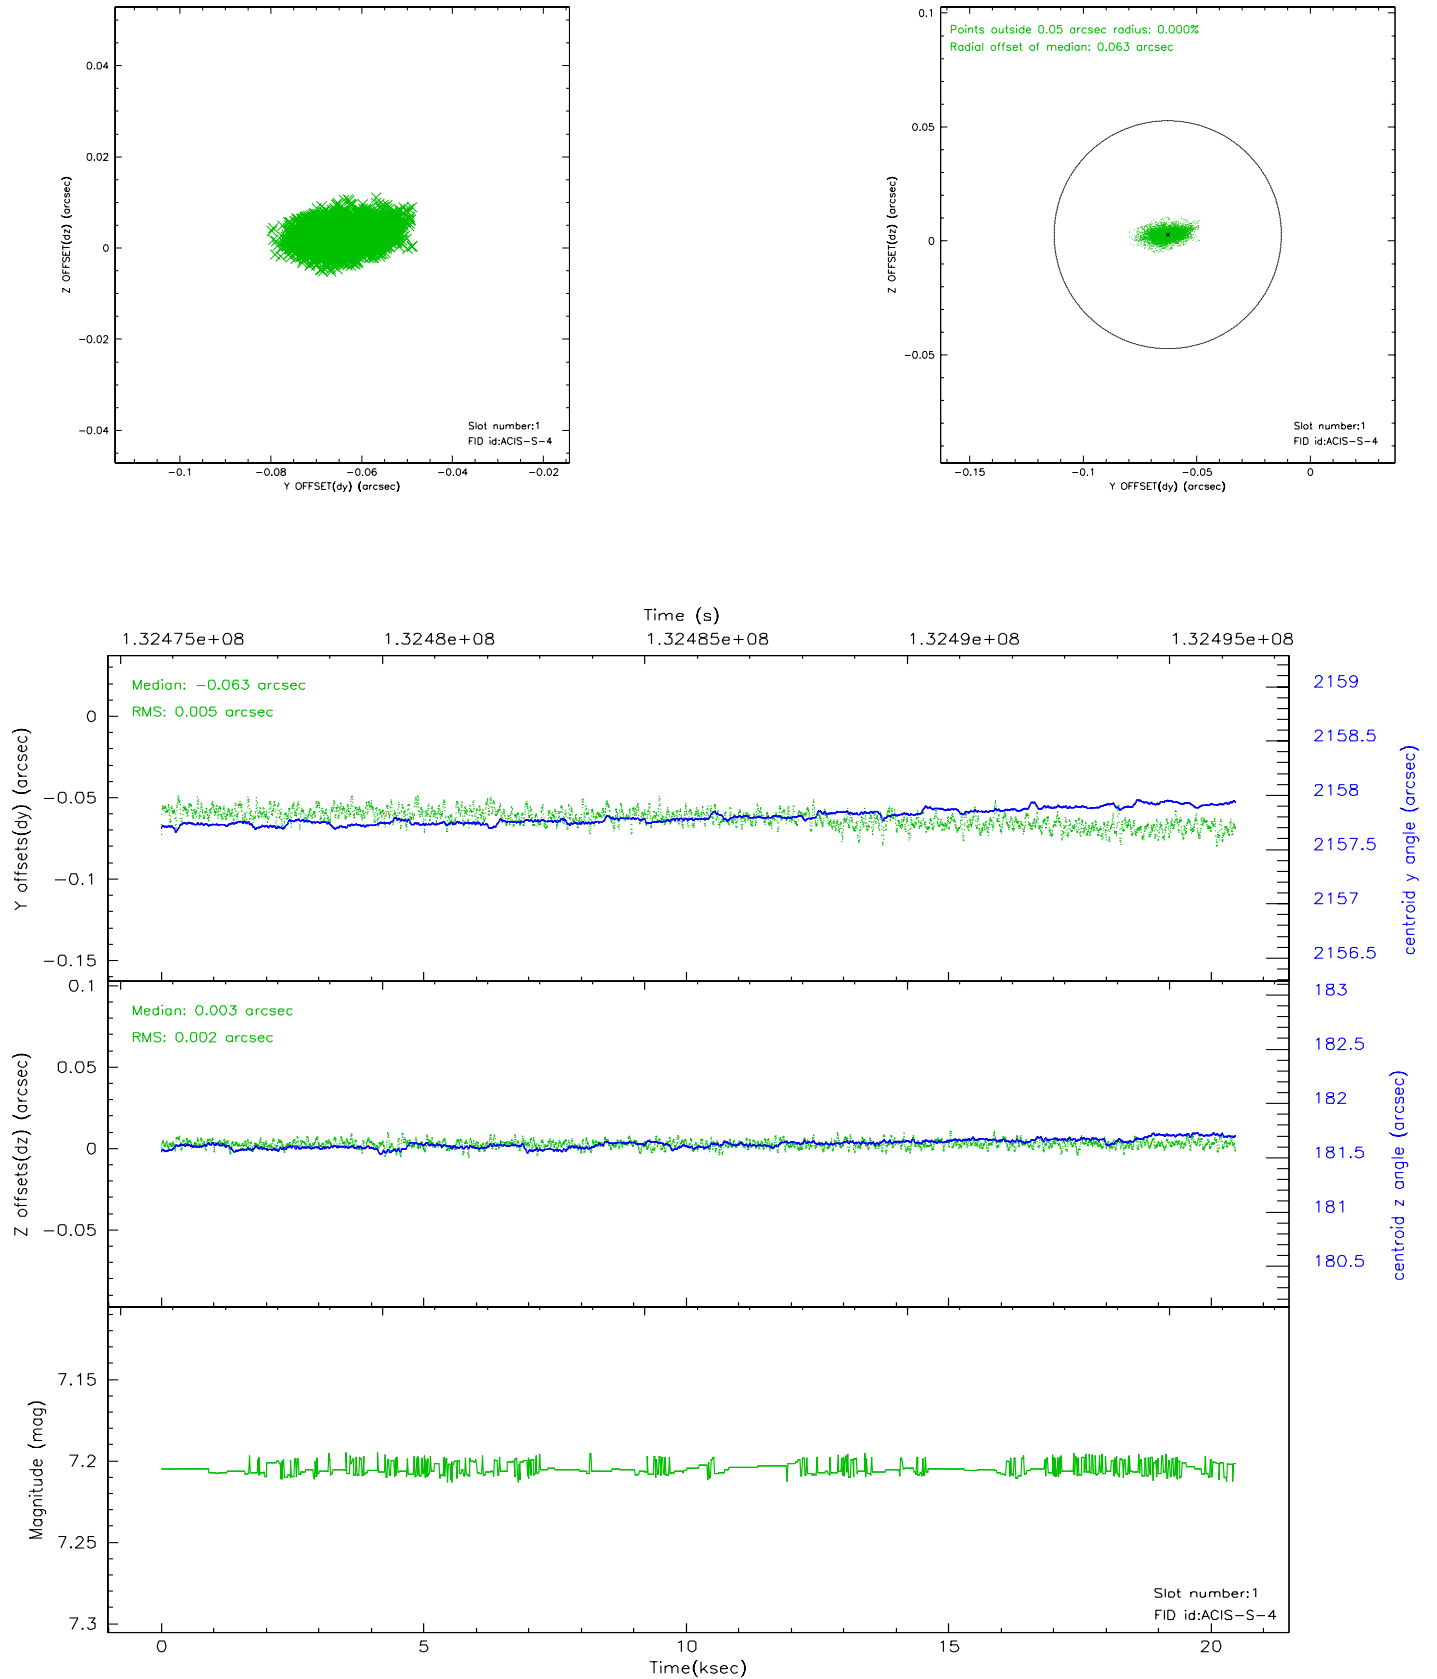 0.04
0.02
0
-0.02
-0.04
Z OFFSET(dz) (arcsec)
Slot number:1
FID id:ACIS-S-4
-0.1 -0.08 -0.06 -0.04 -0.02
Y OFFSET(dy) (arcsec)
0.1
0.05
0
-0.05
Z OFFSET(dz) (arcsec)
Points outside 0.05 arcsec radius: 0.000%
Radial offset of median: 0.063 arcsec
Slot number:1
FID id:ACIS-S-4
-0.15 -0.1 -0.05 0
Y OFFSET(dy) (arcsec)
Time (s)
1.32475e+08 1.3248e+08 1.32485e+08 1.3249e+08 1.32495e+08
Median: -0.063 arcsec
RMS: 0.005 arcsec
0
-0.05
-0.1
-0.15
Y offsets(dy) (arcsec)
2159
2158.5
2158
2157.5
2157
2156.5
centroid y angle (arcsec)
Median: 0.003 arcsec
RMS: 0.002 arcsec
0.1
0.05
0
-0.05
Z offsets(dz) (arcsec)
183
182.5
182
181.5
181
180.5
centroid z angle (arcsec)
7.15
7.2
7.25
7.3
Magnitude (mag)
Slot number:1
FID id:ACIS-S-4
0 5 10 15 20
Time(ksec)